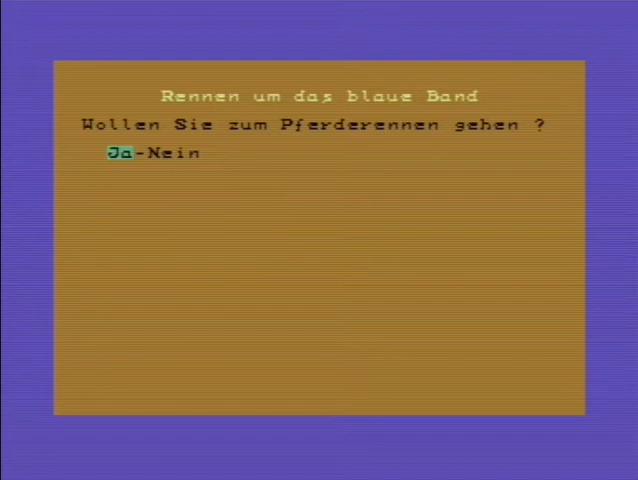 Rennen um das blaue Band
Wollen Sie zum Pferderennen gehen ?
Ja-Nein